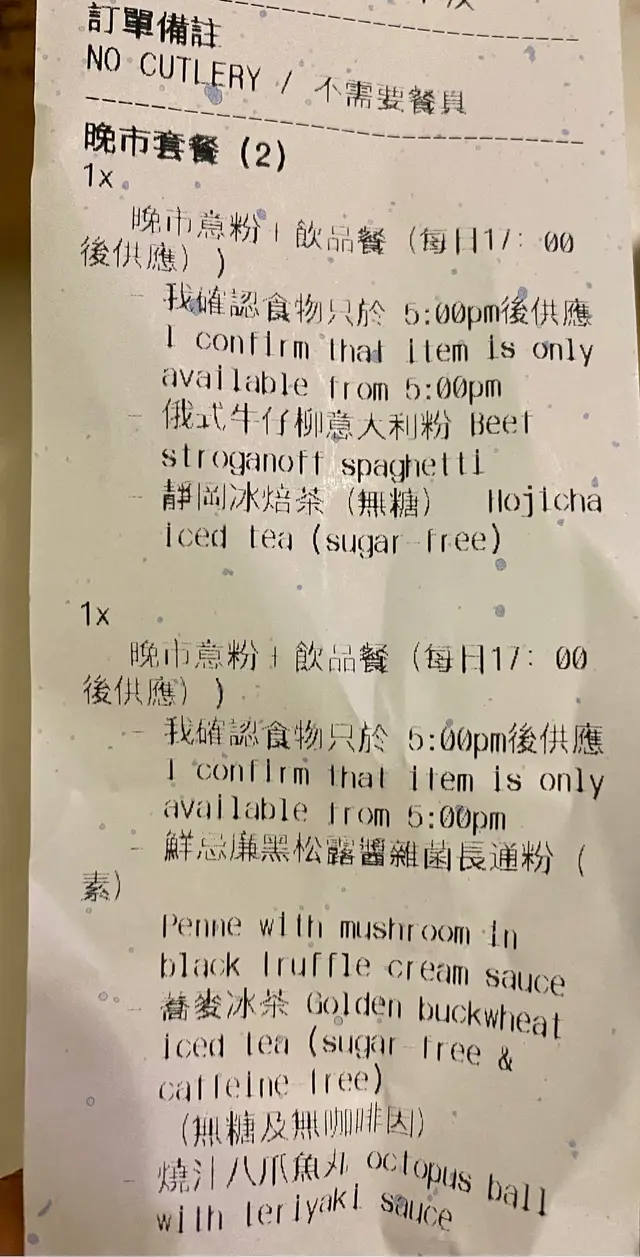 訂單備註
NO CUTLERY / 不需要餐具
晚市套餐 (2)
1x
晚市意粉＋飲品餐 (每日17: 00
後供應) )
- 我確認食物只於 5:00pm後供應
I confirm that item is only
available from 5:00pm
- 俄式牛仔柳意大利粉 Beef
stroganoff spaghetti
- 靜岡冰焙茶 (無糖) Hojicha
iced tea (sugar-free)
1x
晚市意粉＋飲品餐 (每日17: 00
後供應) )
- 我確認食物只於 5:00pm後供應
I confirm that item is only
available from 5:00pm
- 鮮忌廉黑松露醬雜菌長通粉 (
素)
Penne with mushroom in
black truffle cream sauce
- 蕎麥冰茶 Golden buckwheat
iced tea (sugar-free &
caffeine-free)
(無糖及無咖啡因)
- 燒汁八爪魚丸 octopus ball
with teriyaki sauce